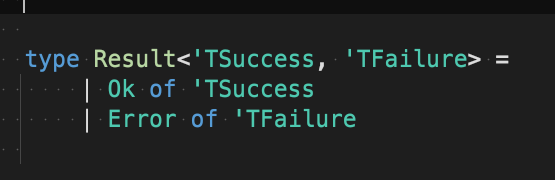 type Result<'TSuccess, 'TFailure> =
    | Ok of 'TSuccess
    | Error of 'TFailure